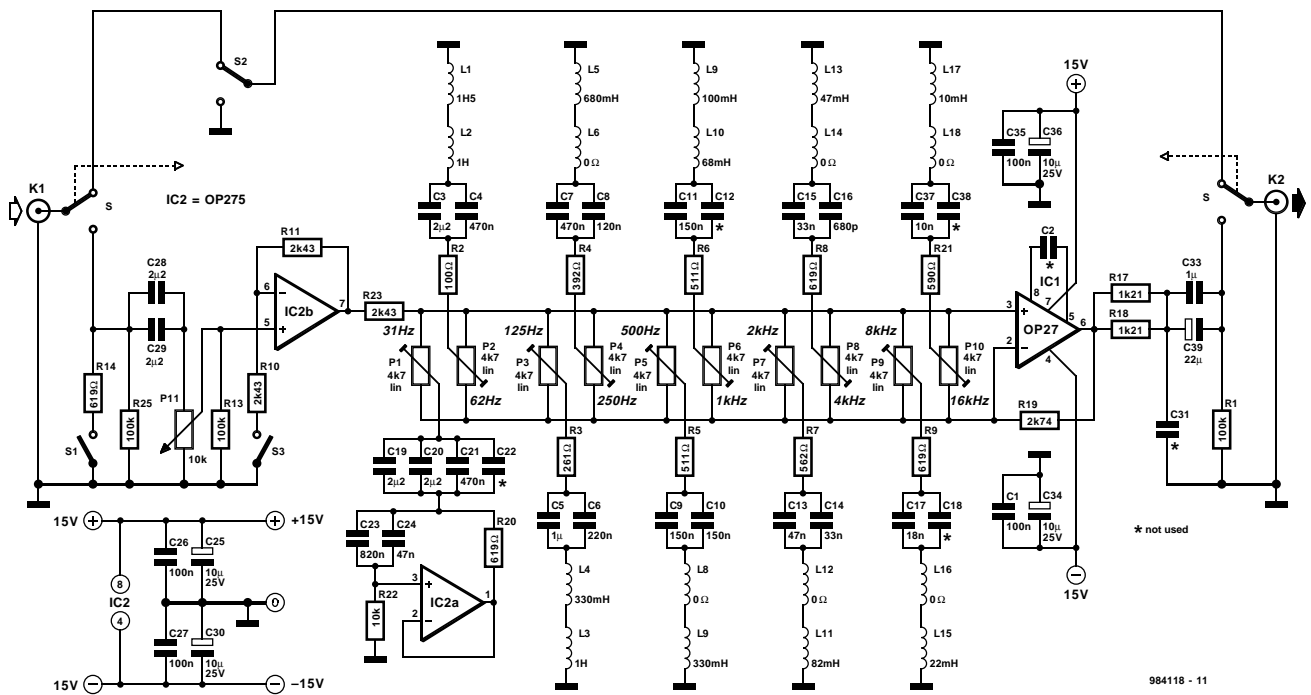 S2
K1
S
IC2 = OP275
R11
2k43
6
5
7
IC2b
R23
2k43
C28
2µ2
C29
2µ2
R14
619Ω
R25
100k
P11
10k
R13
100k
R10
2k43
S1
S3
L1
1H5
L2
1H
C3
2µ2
C4
470n
R2
100Ω
L5
680mH
L6
0Ω
C7
470n
C8
120n
R4
392Ω
L9
100mH
L10
68mH
C11
150n
C12
*
R6
511Ω
L13
47mH
L14
0Ω
C15
33n
C16
680p
R8
619Ω
L17
10mH
L18
0Ω
C37
10n
C38
*
R21
590Ω
31Hz
P1
4k7
lin
P2
4k7
lin
62Hz
125Hz
P3
4k7
lin
P4
4k7
lin
250Hz
500Hz
P5
4k7
lin
P6
4k7
lin
1kHz
2kHz
P7
4k7
lin
P8
4k7
lin
4kHz
8kHz
P9
4k7
lin
P10
4k7
lin
16kHz
15V
C35
100n
C36
10µ
25V
C2
*
IC1
OP27
3
2
8
7
5
6
4
R19
2k74
R17
1k21
R18
1k21
C33
1µ
C39
22µ
C31
*
R1
100k
S
K2
C1
100n
C34
10µ
25V
15V
* not used
C19
2µ2
C20
2µ2
C21
470n
C22
*
C23
820n
C24
47n
R20
619Ω
R22
10k
3
2
1
IC2a
R3
261Ω
C5
1µ
C6
220n
L4
330mH
L3
1H
R5
511Ω
C9
150n
C10
150n
L8
0Ω
L9
330mH
R7
562Ω
C13
47n
C14
33n
L12
0Ω
L11
82mH
R9
619Ω
C17
18n
C18
*
L16
0Ω
L15
22mH
15V
+15V
C26
100n
C25
10µ
25V
8
IC2
4
0
C27
100n
C30
10µ
25V
15V
–15V
984118 - 11